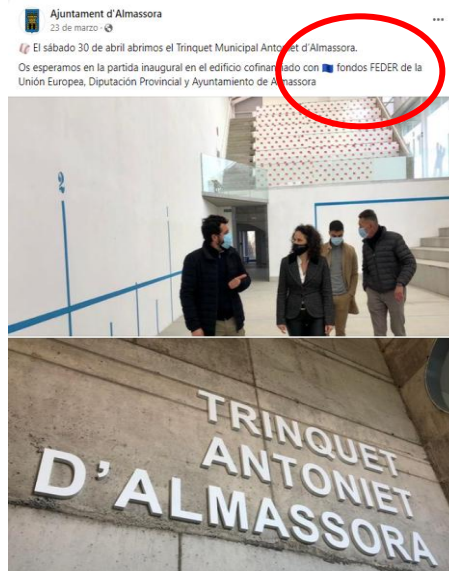 Ajuntament d'Almassora
23 de marzo ·
El sábado 30 de abril abrimos el Trinquet Municipal Antoniet d'Almassora.
Os esperamos en la partida inaugural en el edificio cofinanciado con 🇪🇺 fondos FEDER de la
Unión Europea, Diputación Provincial y Ayuntamiento de Almassora
2
TRINQUET
ANTONIET
D'ALMASSORA